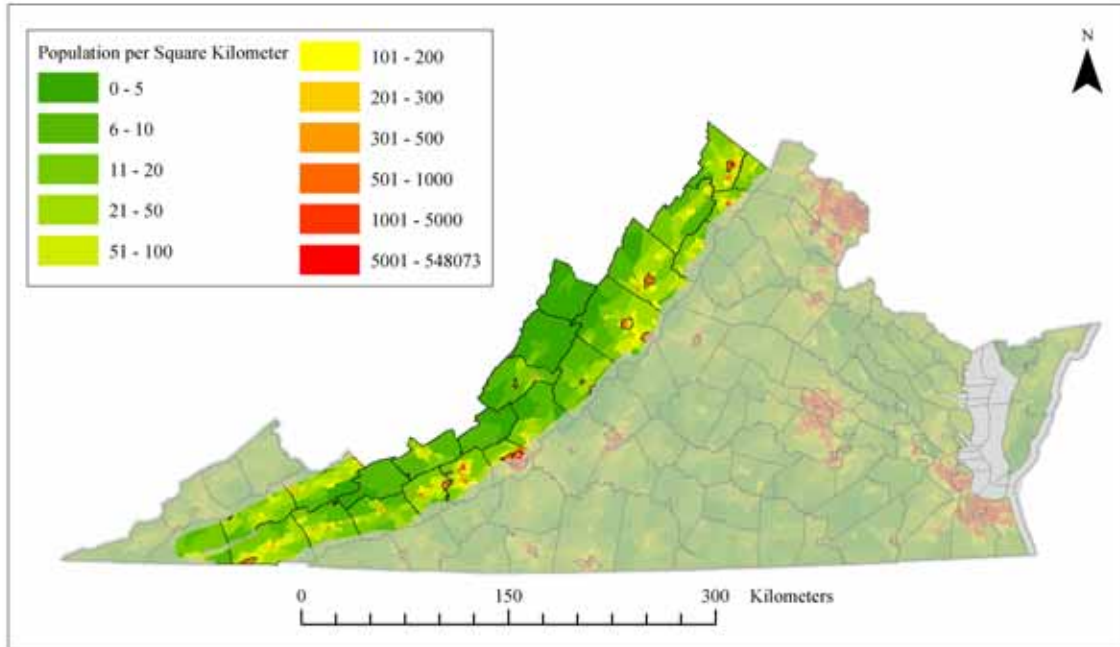 Population per Square Kilometer
0 - 5
6 - 10
11 - 20
21 - 50
51 - 100
101 - 200
201 - 300
301 - 500
501 - 1000
1001 - 5000
5001 - 548073
N
0 150 300 Kilometers